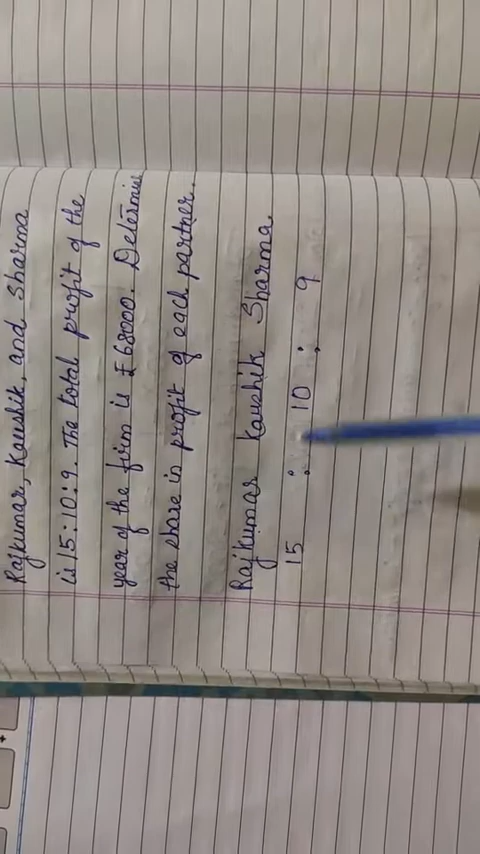 Rajkumar, Kaushik, and Sharma
is 15:10:9. The total profit of the
year of the firm is ₤ 68000. Determine
the share in profit of each partner.
Rajkumar Kaushik Sharma
15 : 10 : 9